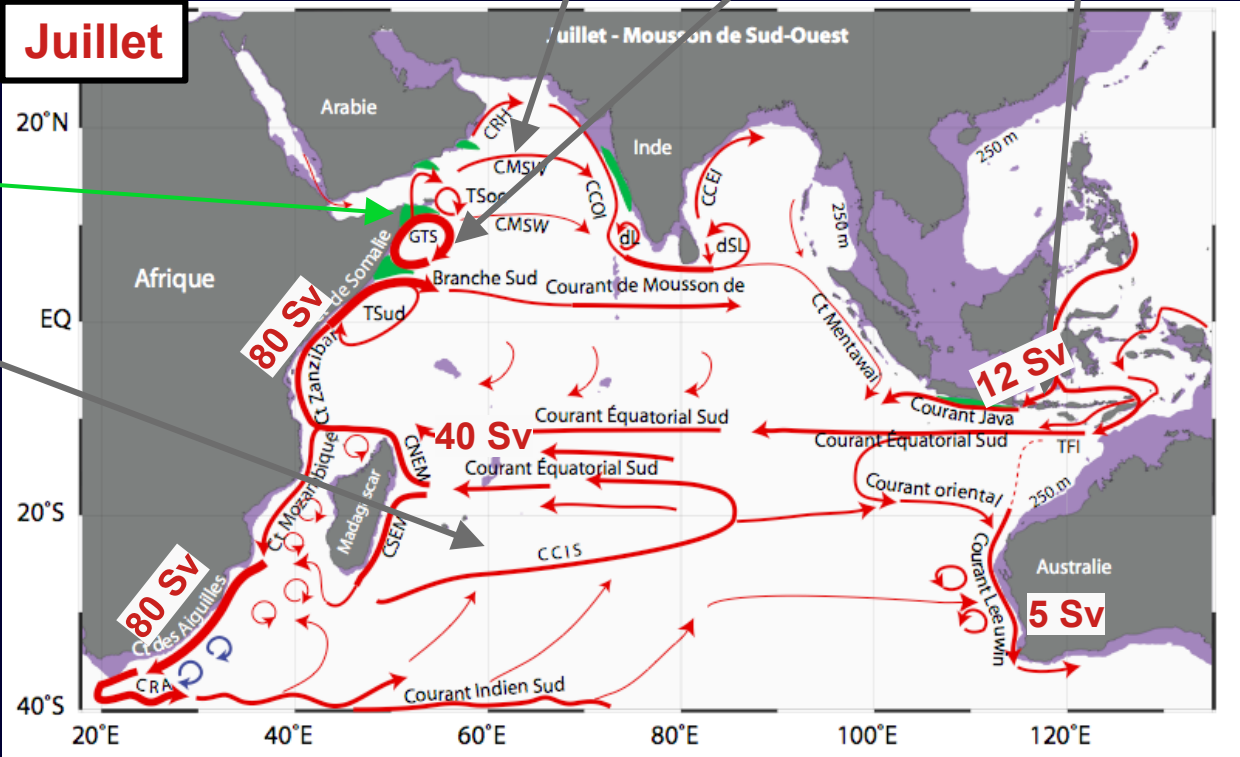 Juillet
Juillet - Mousson de Sud-Ouest
Arabie
Inde
Afrique
Madagascar
Australie
20°N
EQ
20°S
40°S
CRH
CMSW
TSoc
CMSW
CCOI
CCEI
GTS
dL
dSL
250 m
250 m
250 m
de Somalie
Branche Sud
Courant de Mousson de
TSud
80 Sv
Ct Zanzibar
Ct Mentawai
12 Sv
Courant Java
TFI
Courant Équatorial Sud
40 Sv
Courant Équatorial Sud
Courant Équatorial Sud
CNEM
Ct Mozambique
CSEM
Courant oriental
CCIS
Courant Leeuwin
5 Sv
80 Sv
Ct des Aiguilles
CRA
Courant Indien Sud
20°E
40°E
60°E
80°E
100°E
120°E